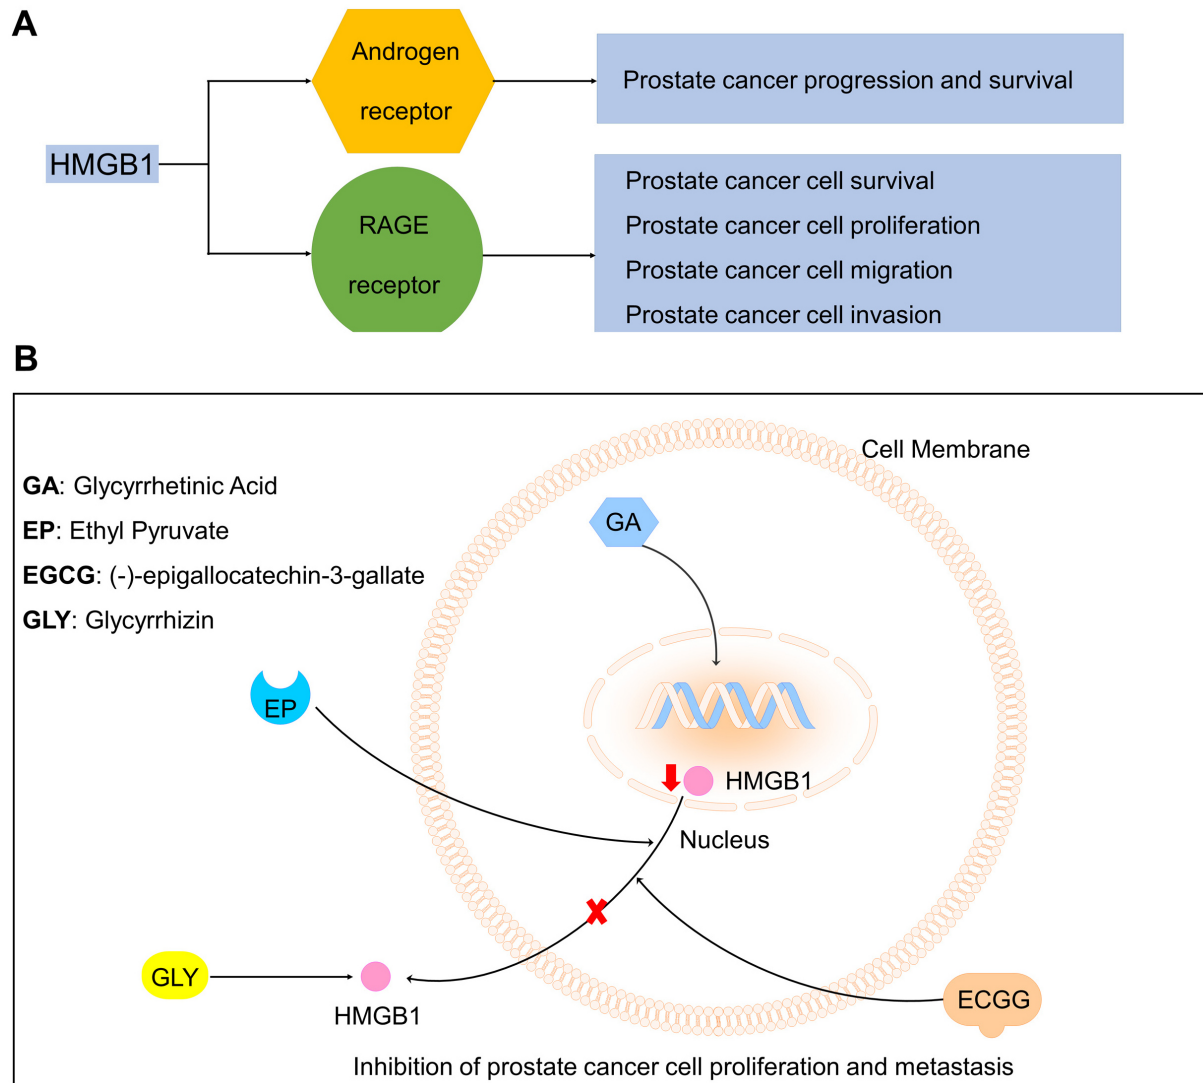 A
HMGB1
Androgen
receptor
Prostate cancer progression and survival
RAGE
receptor
Prostate cancer cell survival
Prostate cancer cell proliferation
Prostate cancer cell migration
Prostate cancer cell invasion
B
Cell Membrane
GA: Glycyrrhetinic Acid
EP: Ethyl Pyruvate
EGCG: (-)-epigallocatechin-3-gallate
GLY: Glycyrrhizin
GA
EP
HMGB1
Nucleus
GLY
HMGB1
ECGG
Inhibition of prostate cancer cell proliferation and metastasis